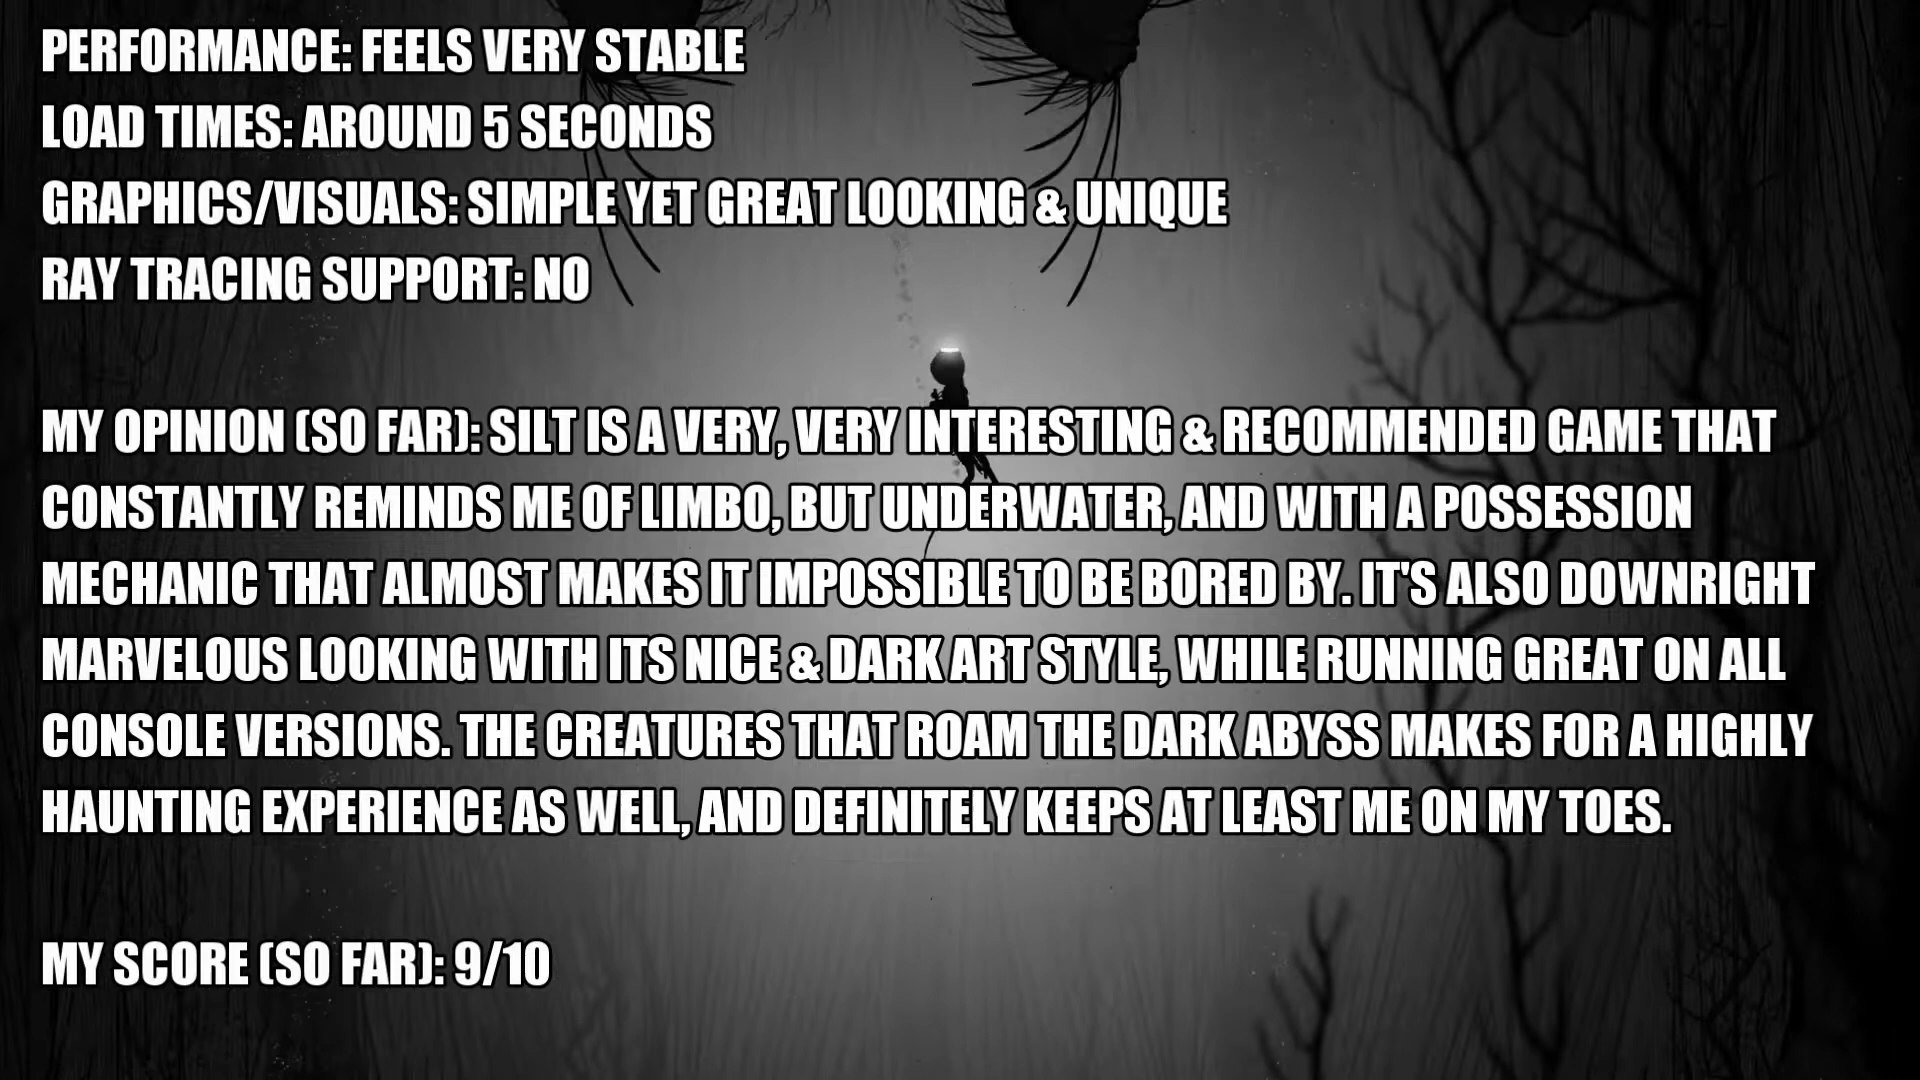 PERFORMANCE: FEELS VERY STABLE
LOAD TIMES: AROUND 5 SECONDS
GRAPHICS/VISUALS: SIMPLE YET GREAT LOOKING & UNIQUE
RAY TRACING SUPPORT: NO
MY OPINION (SO FAR): SILT IS A VERY, VERY INTERESTING & RECOMMENDED GAME THAT
CONSTANTLY REMINDS ME OF LIMBO, BUT UNDERWATER, AND WITH A POSSESSION
MECHANIC THAT ALMOST MAKES IT IMPOSSIBLE TO BE BORED BY. IT'S ALSO DOWNRIGHT
MARVELOUS LOOKING WITH ITS NICE & DARK ART STYLE, WHILE RUNNING GREAT ON ALL
CONSOLE VERSIONS. THE CREATURES THAT ROAM THE DARK ABYSS MAKES FOR A HIGHLY
HAUNTING EXPERIENCE AS WELL, AND DEFINITELY KEEPS AT LEAST ME ON MY TOES.
MY SCORE (SO FAR): 9/10